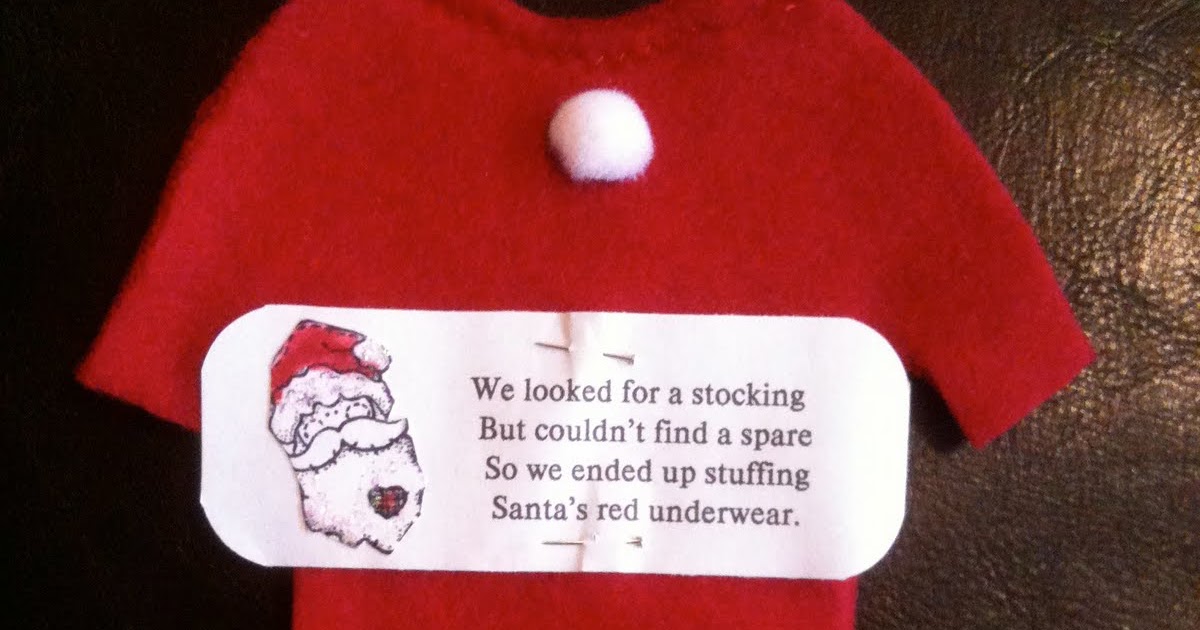 We looked for a stocking
But couldn't find a spare
So we ended up stuffing
Santa's red underwear.